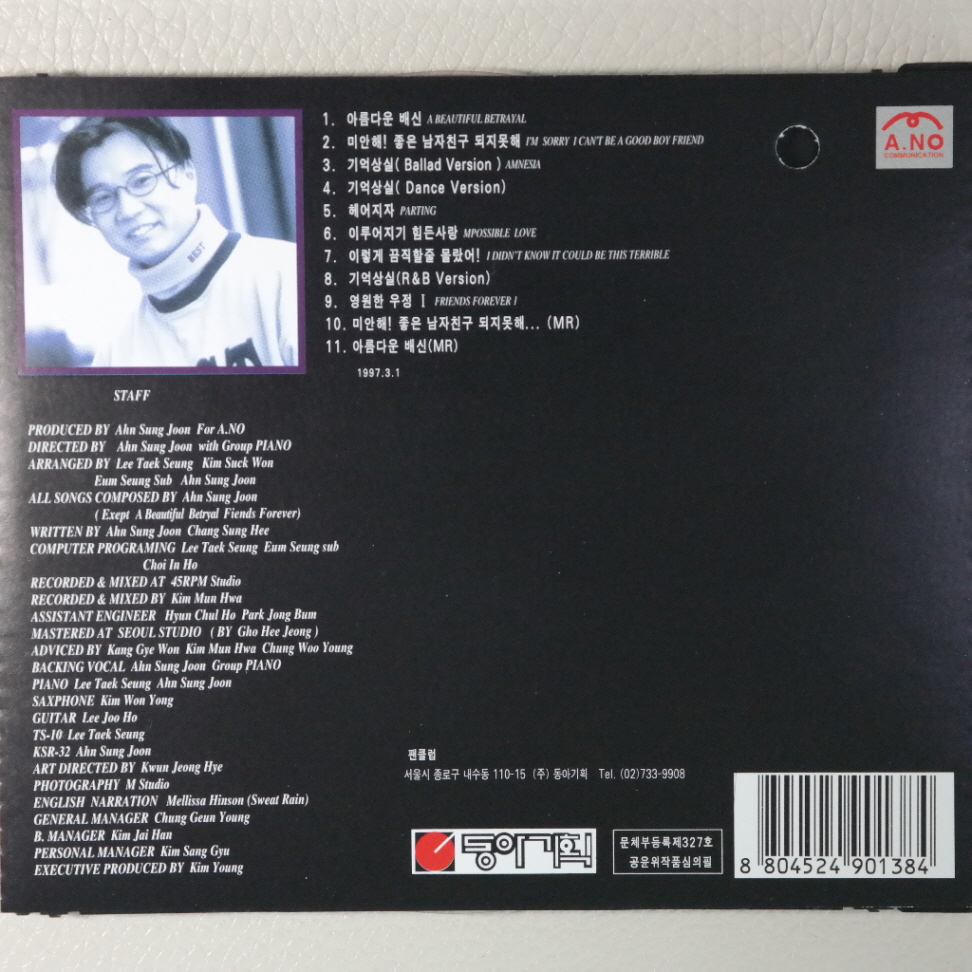 1. 아름다운 배신 A BEAUTIFUL BETRAYAL
2. 미안해! 좋은 남자친구 되지못해 I'M SORRY I CAN'T BE A GOOD BOY FRIEND
3. 기억상실( Ballad Version ) AMNESIA
4. 기억상실( Dance Version)
5. 헤어지자 PARTING
6. 이루어지기 힘든사랑 MPOSSIBLE LOVE
7. 이렇게 끔직할줄 몰랐어! I DIDN'T KNOW IT COULD BE THIS TERRIBLE
8. 기억상실(R&B Version)
9. 영원한 우정 I FRIENDS FOREVER I
10. 미안해! 좋은 남자친구 되지못해... (MR)
11. 아름다운 배신(MR)
1997.3.1
A.NO
COMMUNICATION
BEST
STAFF
PRODUCED BY Ahn Sung Joon For A.NO
DIRECTED BY Ahn Sung Joon with Group PIANO
ARRANGED BY Lee Taek Seung Kim Suck Won
Eum Seung Sub Ahn Sung Joon
ALL SONGS COMPOSED BY Ahn Sung Joon
( Exept A Beautiful Betryal Fiends Forever)
WRITTEN BY Ahn Sung Joon Chang Sung Hee
COMPUTER PROGRAMING Lee Taek Seung Eum Seung sub
Choi In Ho
RECORDED & MIXED AT 45RPM Studio
RECORDED & MIXED BY Kim Mun Hwa
ASSISTANT ENGINEER Hyun Chul Ho Park Jong Bum
MASTERED AT SEOUL STUDIO ( BY Gho Hee Jeong )
ADVICED BY Kang Gye Won Kim Mun Hwa Chung Woo Young
BACKING VOCAL Ahn Sung Joon Group PIANO
PIANO Lee Taek Seung Ahn Sung Joon
SAXPHONE Kim Won Yong
GUITAR Lee Joo Ho
TS-10 Lee Taek Seung
KSR-32 Ahn Sung Joon
ART DIRECTED BY Kwun Jeong Hye
PHOTOGRAPHY M Studio
ENGLISH NARRATION Mellissa Hinson (Sweat Rain)
GENERAL MANAGER Chung Geun Young
B. MANAGER Kim Jai Han
PERSONAL MANAGER Kim Sang Gyu
EXECUTIVE PRODUCED BY Kim Young
팬클럽
서울시 종로구 내수동 110-15 (주) 동아기획 Tel. (02)733-9908
동아기획
문체부등록제327호
공윤위작품심의필
8 804524 901384